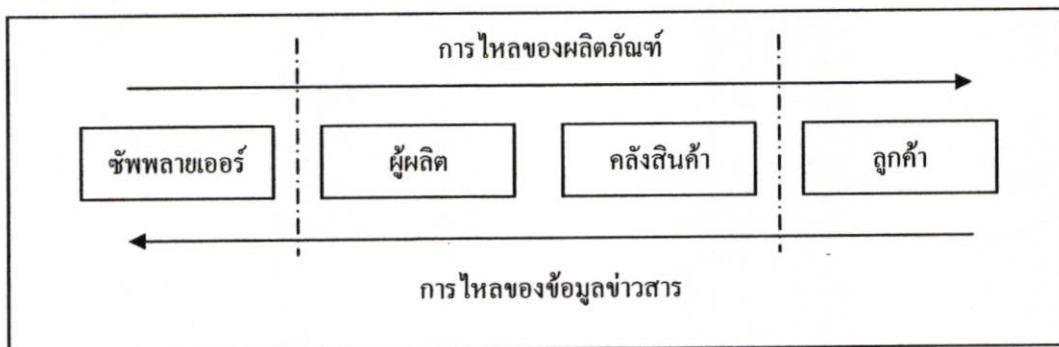 การไหลของผลิตภัณฑ์
ซัพพลายเออร์ ผู้ผลิต คลังสินค้า ลูกค้า
การไหลของข้อมูลข่าวสาร